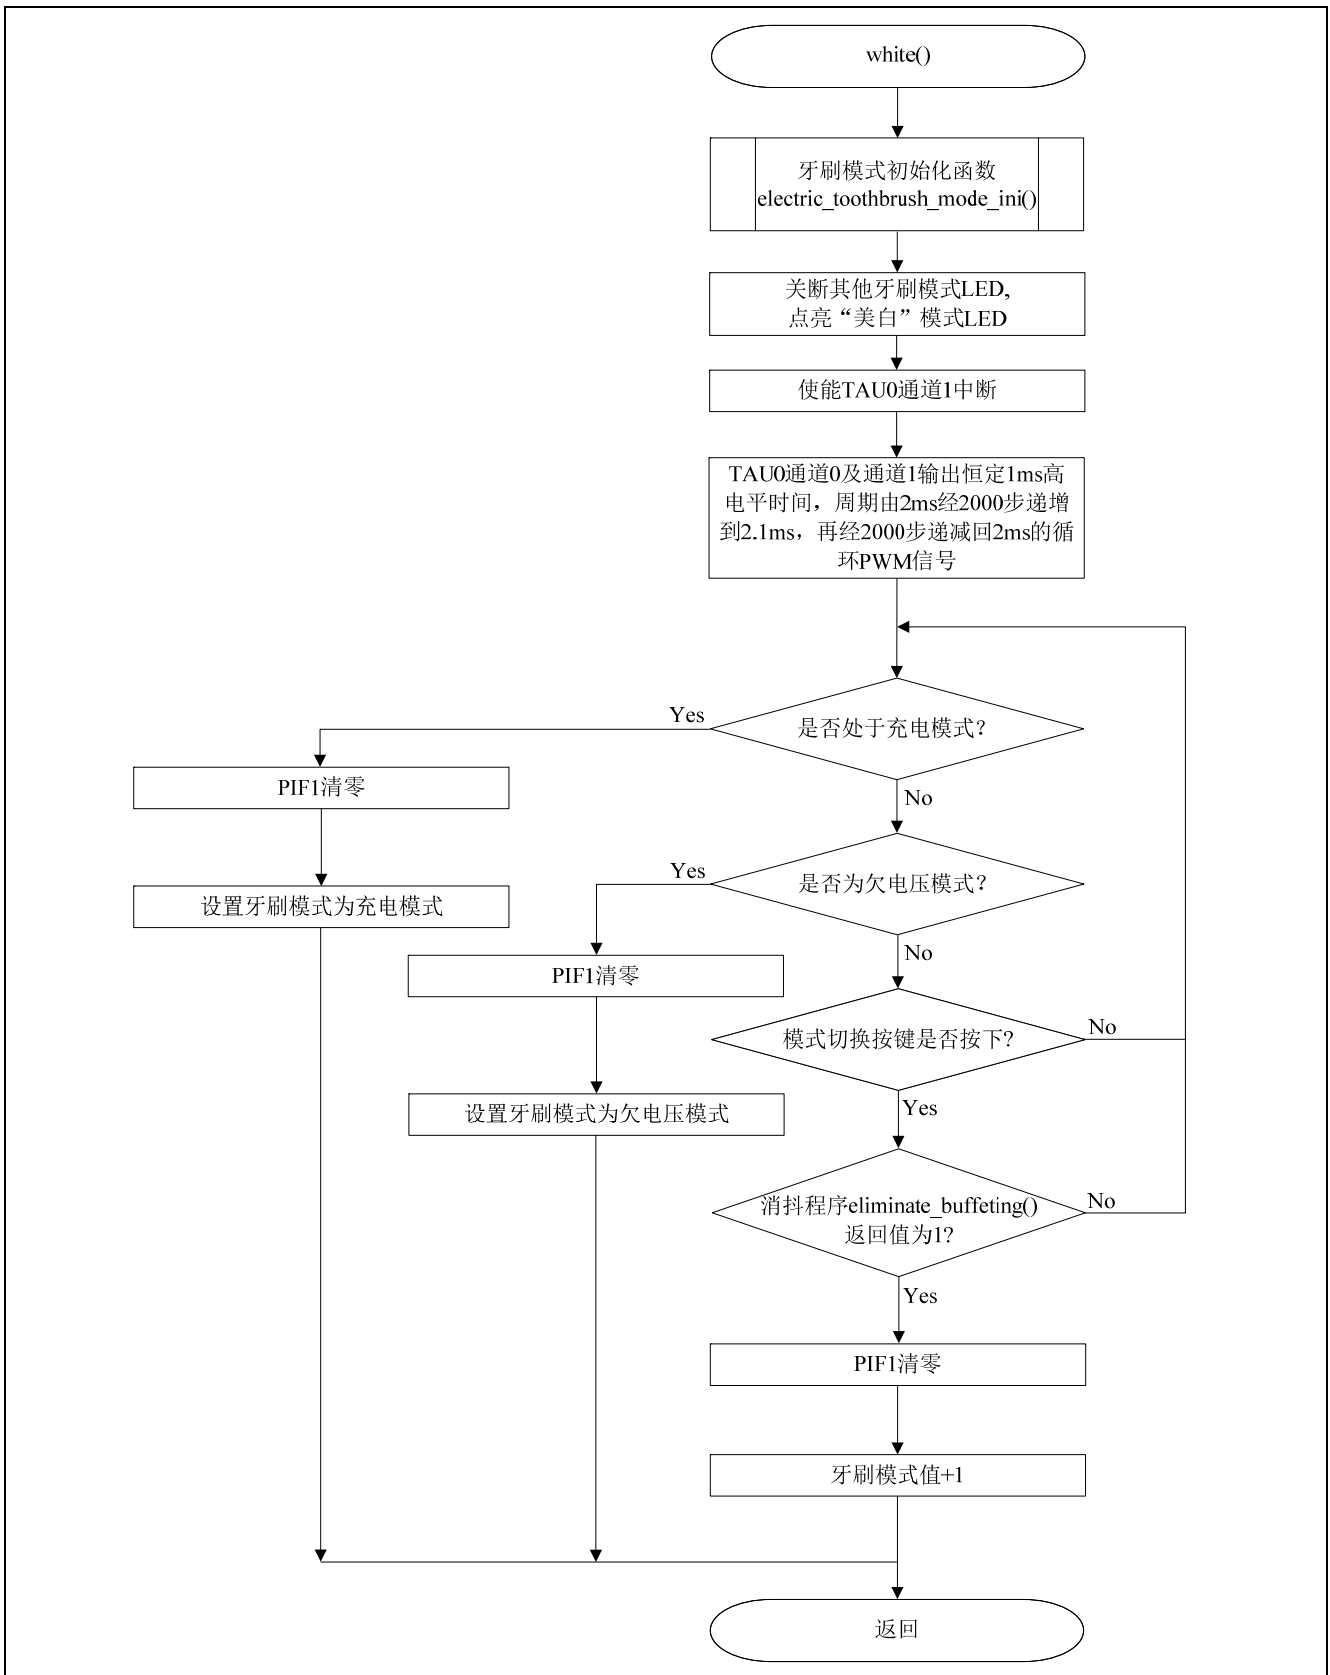 white()
牙刷模式初始化函数
electric_toothbrush_mode_ini()
关断其他牙刷模式LED,
点亮“美白”模式LED
使能TAU0通道1中断
TAU0通道0及通道1输出恒定1ms高
电平时间，周期由2ms经2000步递增
到2.1ms，再经2000步递减回2ms的循
环PWM信号
Yes
是否处于充电模式?
PIF1清零
No
Yes
是否为欠电压模式?
设置牙刷模式为充电模式
No
PIF1清零
模式切换按键是否按下?
No
设置牙刷模式为欠电压模式
Yes
消抖程序eliminate_buffeting()
返回值为1?
No
Yes
PIF1清零
牙刷模式值+1
返回